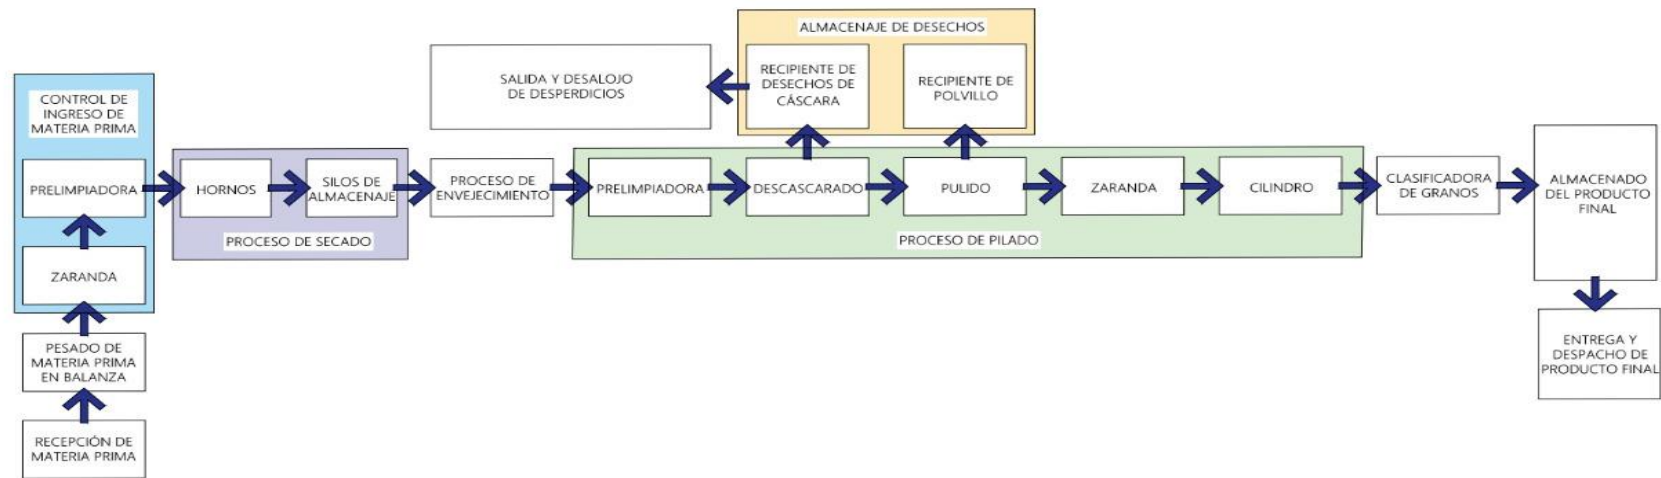 ALMACENAJE DE DESECHOS
SALIDA Y DESALOJO
DE DESPERDICIOS
RECIPIENTE DE
DESECHOS DE
CÁSCARA
RECIPIENTE DE
POLVILLO
CONTROL DE
INGRESO DE
MATERIA PRIMA
PRELIMPIADORA
HORNOS
SILOS DE
ALMACENAJE
PROCESO DE SECADO
PROCESO DE
ENVEJECIMIENTO
PRELIMPIADORA
DESCASCARADO
PULIDO
ZARANDA
CILINDRO
PROCESO DE PILADO
CLASIFICADORA
DE GRANOS
ALMACENADO
DEL PRODUCTO
FINAL
ZARANDA
PESADO DE
MATERIA PRIMA
EN BALANZA
RECEPCIÓN DE
MATERIA PRIMA
ENTREGA Y
DESPACHO DE
PRODUCTO FINAL